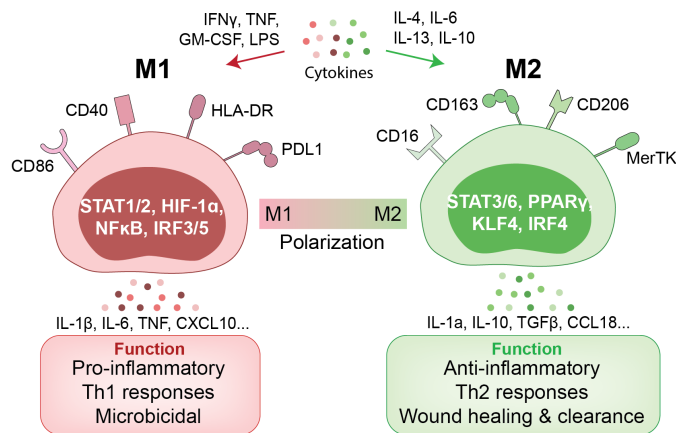 IFNγ, TNF,
GM-CSF, LPS
Cytokines
IL-4, IL-6
IL-13, IL-10
M1
M2
CD86
CD40
HLA-DR
PDL1
CD16
CD163
CD206
MerTK
STAT1/2, HIF-1α,
NFκB, IRF3/5
M1 M2
Polarization
STAT3/6, PPARγ,
KLF4, IRF4
IL-1β, IL-6, TNF, CXCL10...
Function
Pro-inflammatory
Th1 responses
Microbicidal
IL-1a, IL-10, TGFβ, CCL18...
Function
Anti-inflammatory
Th2 responses
Wound healing & clearance